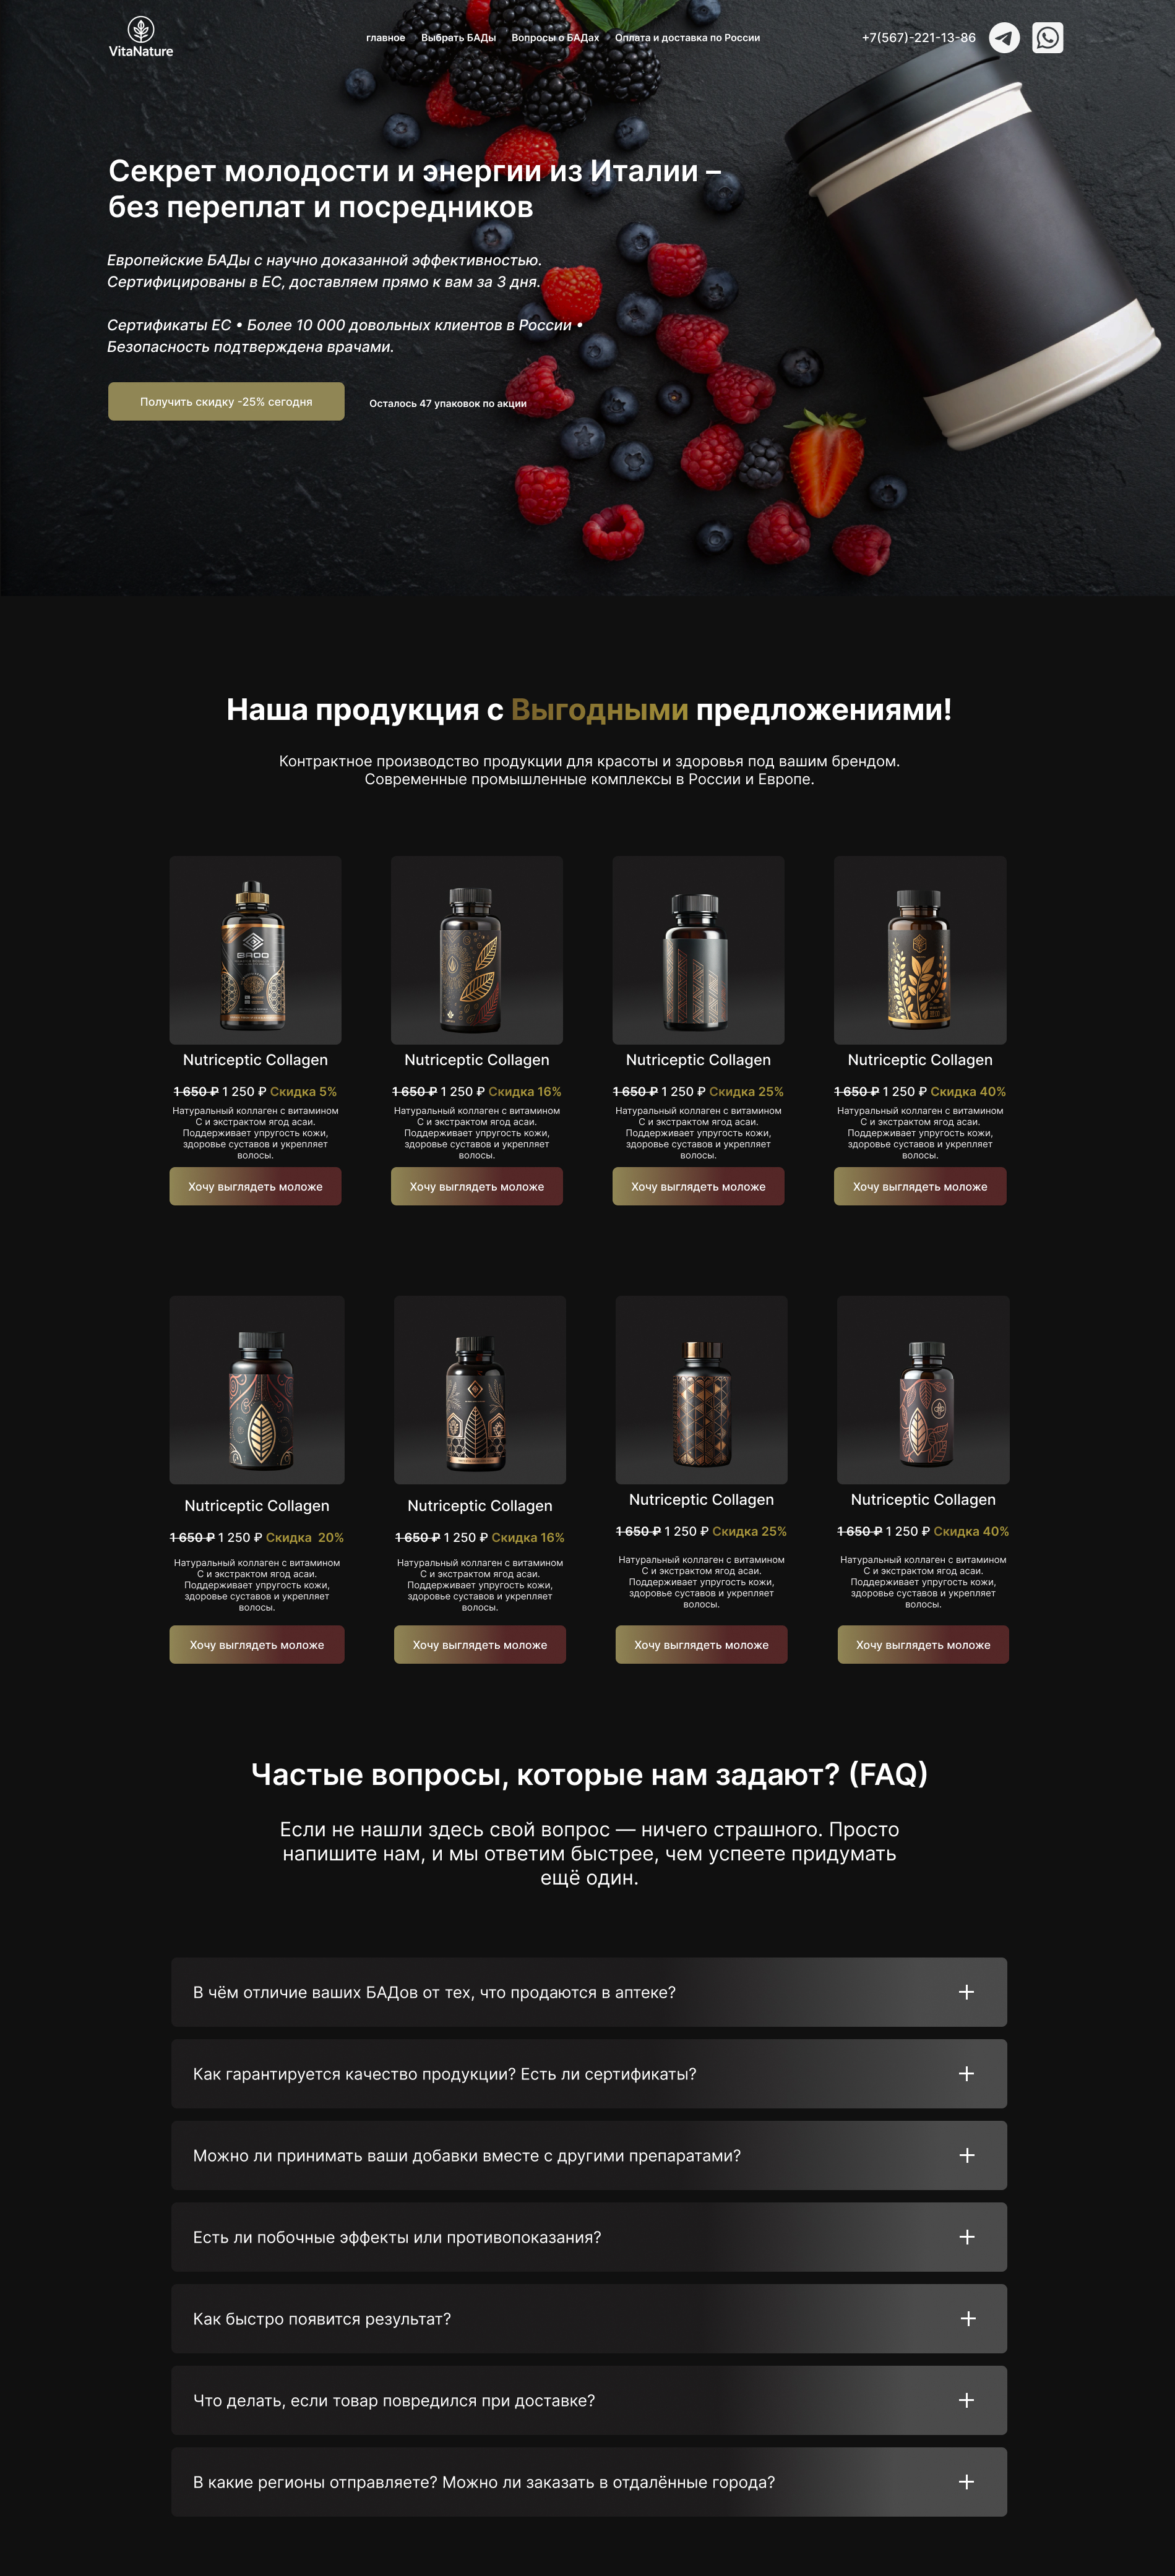 VitaNature
главное Выбрать БАДы Вопросы о БАДах Оплата и доставка по России
+7(567)-221-13-86
Секрет молодости и энергии из Италии –
без переплат и посредников
Европейские БАДы с научно доказанной эффективностью.
Сертифицированы в ЕС, доставляем прямо к вам за 3 дня.
Сертификаты ЕС • Более 10 000 довольных клиентов в России •
Безопасность подтверждена врачами.
Получить скидку -25% сегодня
Осталось 47 упаковок по акции
Наша продукция с Выгодными предложениями!
Контрактное производство продукции для красоты и здоровья под вашим брендом.
Современные промышленные комплексы в России и Европе.
Nutriceptic Collagen
1 650 ₽ 1 250 ₽ Скидка 5%
Натуральный коллаген с витамином
С и экстрактом ягод асаи.
Поддерживает упругость кожи,
здоровье суставов и укрепляет
волосы.
Хочу выглядеть моложе
Nutriceptic Collagen
1 650 ₽ 1 250 ₽ Скидка 16%
Натуральный коллаген с витамином
С и экстрактом ягод асаи.
Поддерживает упругость кожи,
здоровье суставов и укрепляет
волосы.
Хочу выглядеть моложе
Nutriceptic Collagen
1 650 ₽ 1 250 ₽ Скидка 25%
Натуральный коллаген с витамином
С и экстрактом ягод асаи.
Поддерживает упругость кожи,
здоровье суставов и укрепляет
волосы.
Хочу выглядеть моложе
Nutriceptic Collagen
1 650 ₽ 1 250 ₽ Скидка 40%
Натуральный коллаген с витамином
С и экстрактом ягод асаи.
Поддерживает упругость кожи,
здоровье суставов и укрепляет
волосы.
Хочу выглядеть моложе
Nutriceptic Collagen
1 650 ₽ 1 250 ₽ Скидка 20%
Натуральный коллаген с витамином
С и экстрактом ягод асаи.
Поддерживает упругость кожи,
здоровье суставов и укрепляет
волосы.
Хочу выглядеть моложе
Nutriceptic Collagen
1 650 ₽ 1 250 ₽ Скидка 16%
Натуральный коллаген с витамином
С и экстрактом ягод асаи.
Поддерживает упругость кожи,
здоровье суставов и укрепляет
волосы.
Хочу выглядеть моложе
Nutriceptic Collagen
1 650 ₽ 1 250 ₽ Скидка 25%
Натуральный коллаген с витамином
С и экстрактом ягод асаи.
Поддерживает упругость кожи,
здоровье суставов и укрепляет
волосы.
Хочу выглядеть моложе
Nutriceptic Collagen
1 650 ₽ 1 250 ₽ Скидка 40%
Натуральный коллаген с витамином
С и экстрактом ягод асаи.
Поддерживает упругость кожи,
здоровье суставов и укрепляет
волосы.
Хочу выглядеть моложе
Частые вопросы, которые нам задают? (FAQ)
Если не нашли здесь свой вопрос — ничего страшного. Просто
напишите нам, и мы ответим быстрее, чем успеете придумать
ещё один.
В чём отличие ваших БАДов от тех, что продаются в аптеке?
Как гарантируется качество продукции? Есть ли сертификаты?
Можно ли принимать ваши добавки вместе с другими препаратами?
Есть ли побочные эффекты или противопоказания?
Как быстро появится результат?
Что делать, если товар повредился при доставке?
В какие регионы отправляете? Можно ли заказать в отдалённые города?